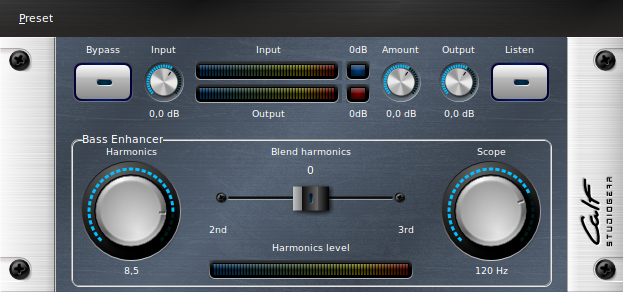 Preset
Bypass Input Input 0dB Amount Output Listen
0,0 dB Output 0dB 0,0 dB 0,0 dB
Bass Enhancer
Harmonics Blend harmonics Scope
0
2nd 3rd
Harmonics level
8,5 120 Hz
Calf
STUDIOGEAR